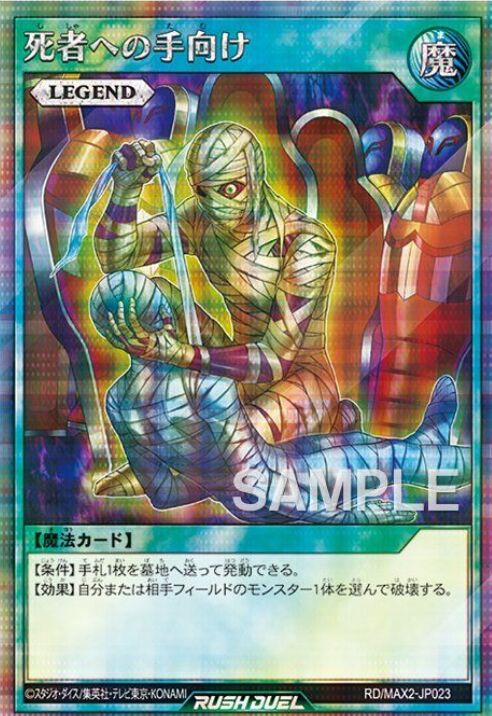 死者への手向け
魔
LEGEND
SAMPLE
【魔法カード】
【条件】手札1枚を墓地へ送って発動できる。
【効果】自分または相手フィールドのモンスター1体を選んで破壊する。
©スタジオ・ダイス/集英社・テレビ東京・KONAMI
RUSH DUEL
RD/MAX2-JP023